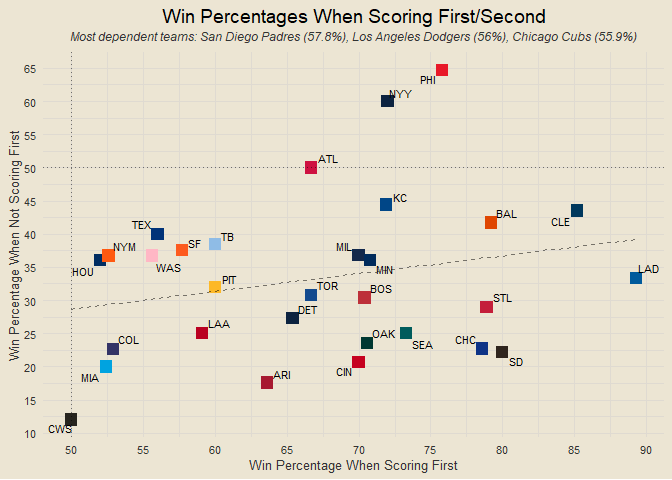 Win Percentages When Scoring First/Second
Most dependent teams: San Diego Padres (57.8%), Los Angeles Dodgers (56%), Chicago Cubs (55.9%)
Win Percentage When Not Scoring First
65
60
55
50
45
40
35
30
25
20
15
10
PHI
NYY
ATL
KC
BAL
CLE
TEX
NYM
SF
TB
HOU
WAS
MIL
MIN
LAD
PIT
TOR
BOS
STL
DET
LAA
OAK
SEA
COL
CHC
SD
MIA
ARI
CIN
CWS
50 55 60 65 70 75 80 85 90
Win Percentage When Scoring First